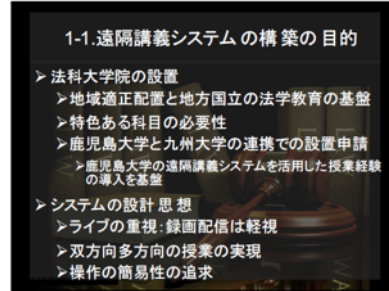 1-1.遠隔講義システムの構築の目的
➢法科大学院の設置
➢地域適正配置と地方国立の法学教育の基盤
➢特色ある科目の必要性
➢鹿児島大学と九州大学の連携での設置申請
➢鹿児島大学の遠隔講義システムを活用した授業経験
の導入を基盤
➢システムの設計思想
➢ライブの重視:録画配信は軽視
➢双方向多方向の授業の実現
➢操作の簡易性の追求